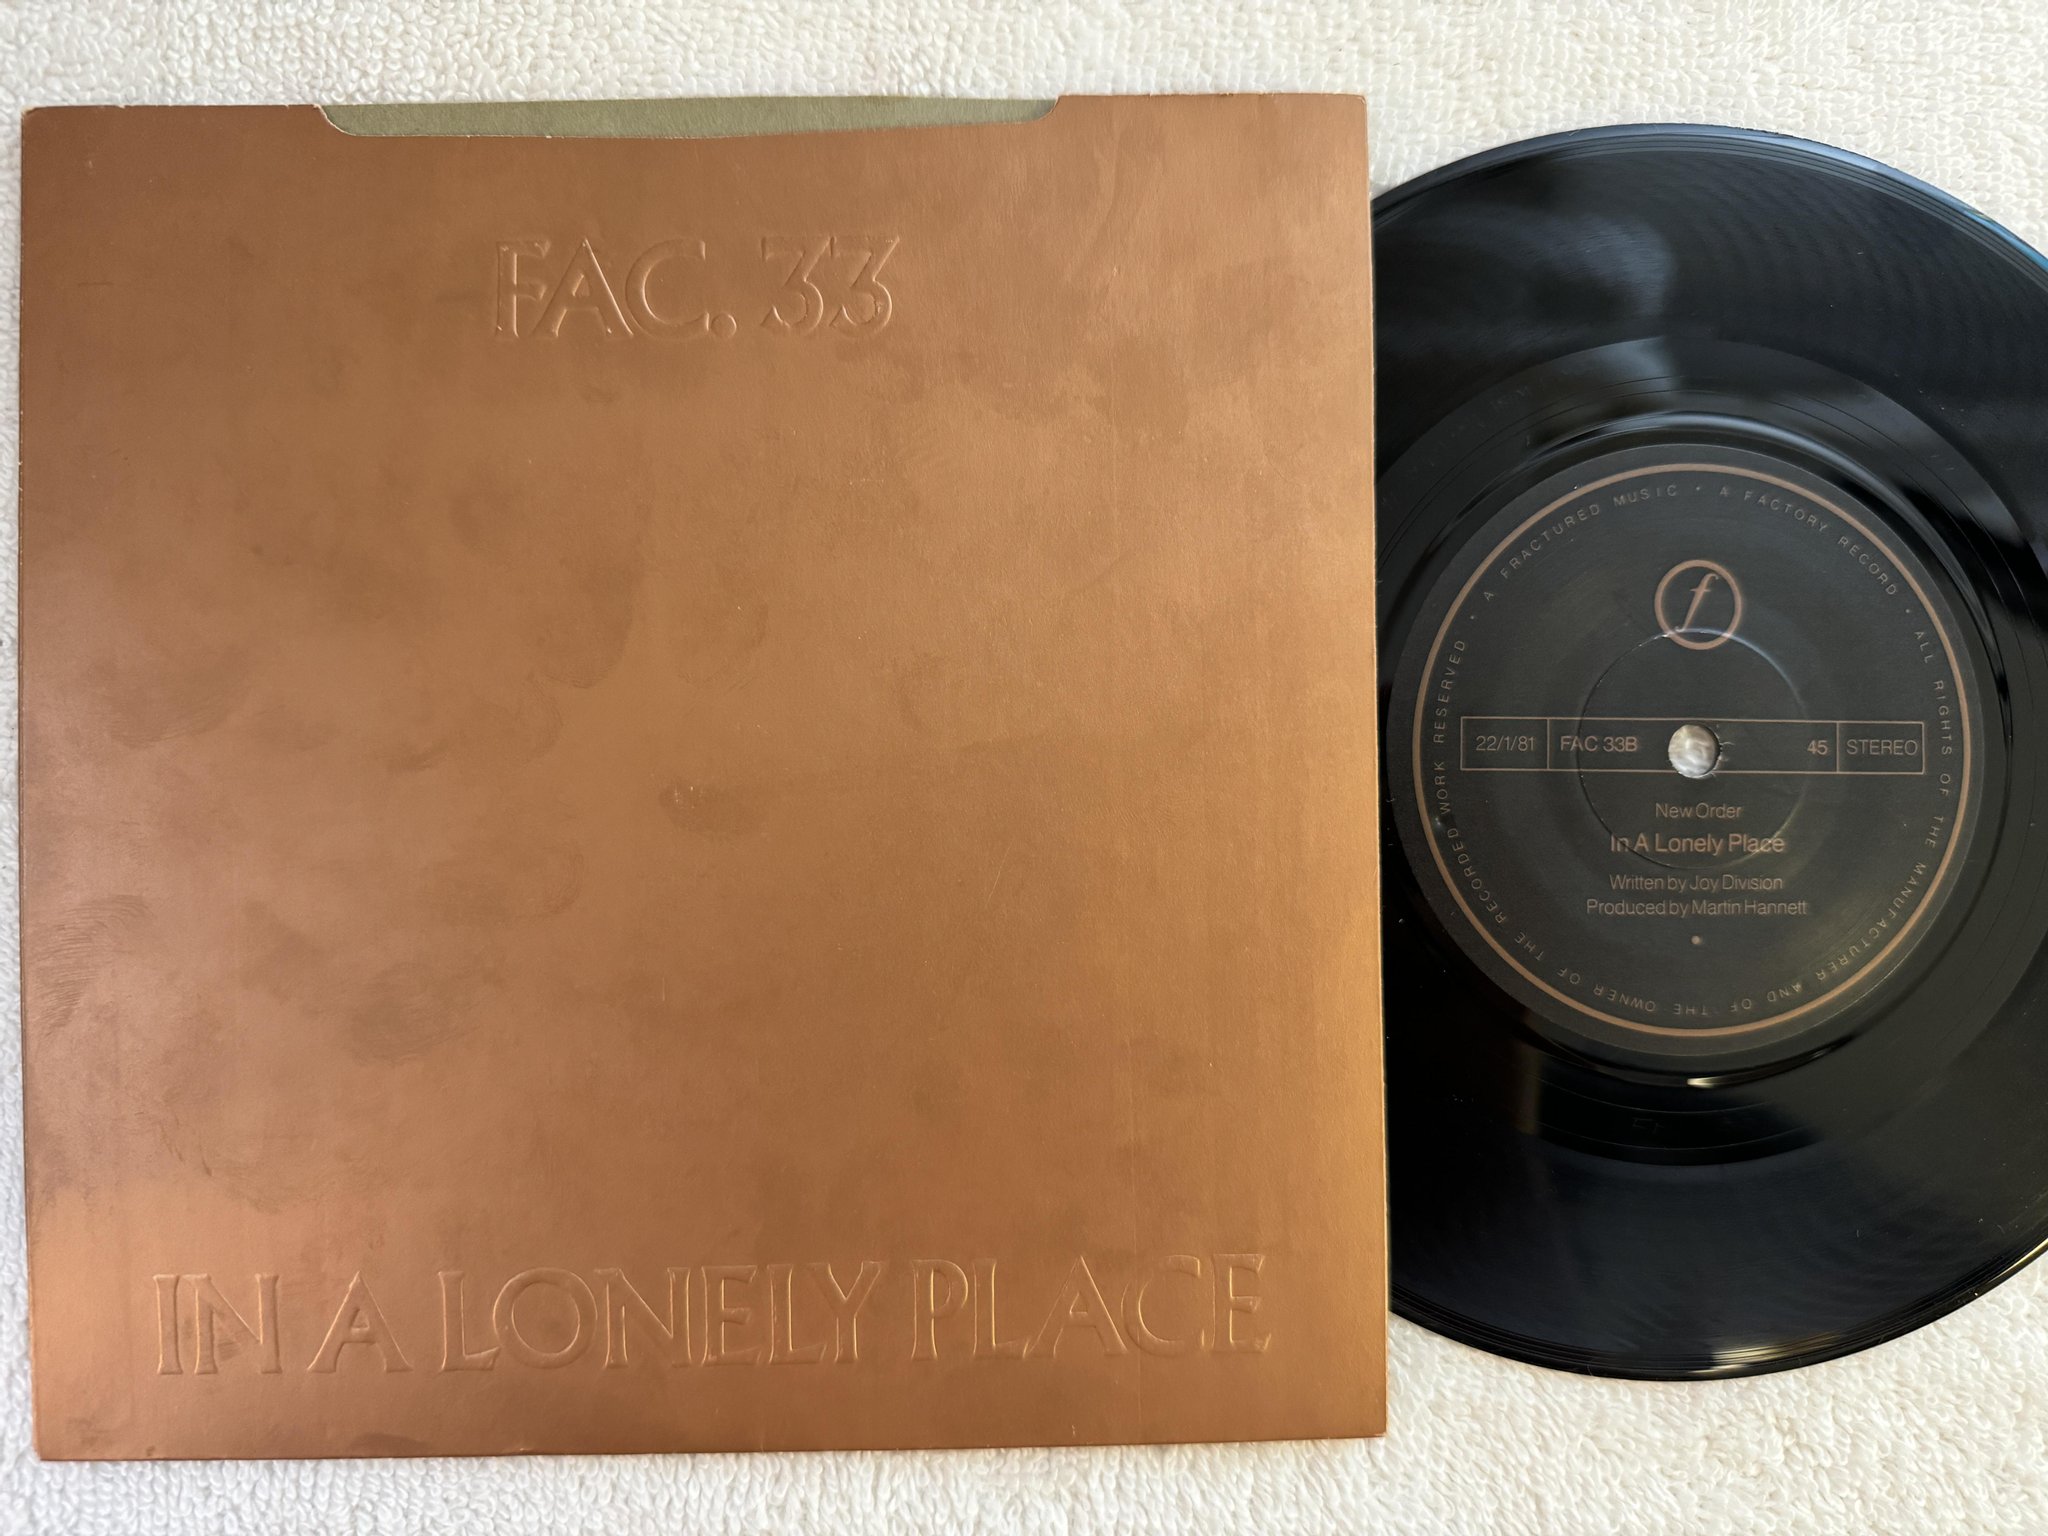 FAC. 33
IN A LONELY PLACE
A FRACTURED MUSIC • A FACTORY RECORD • ALL RIGHTS OF THE MANUFACTURER AND OF THE OWNER OF THE RECORDED WORK RESERVED •
f
22/1/81 FAC 33B 45 STEREO
New Order
In A Lonely Place
Written by Joy Division
Produced by Martin Hannett